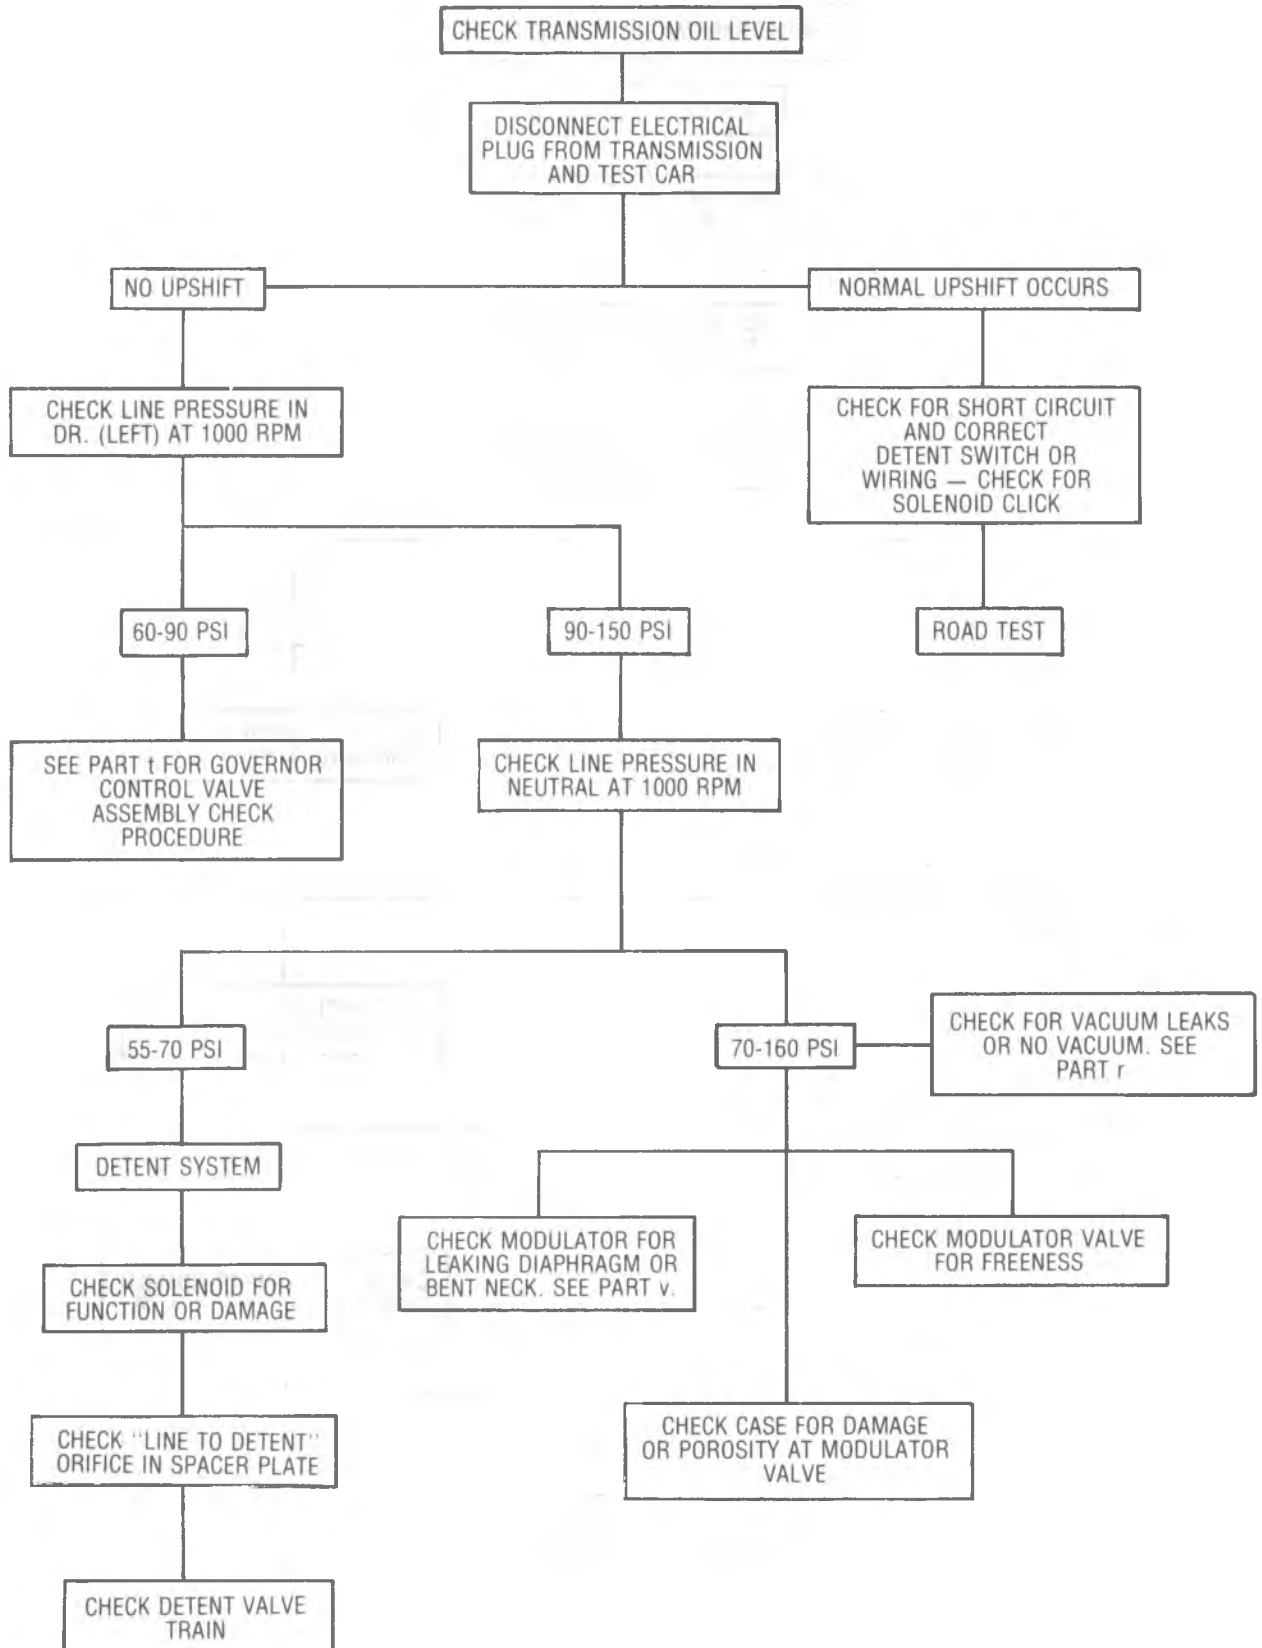 CHECK TRANSMISSION OIL LEVEL
DISCONNECT ELECTRICAL
PLUG FROM TRANSMISSION
AND TEST CAR
NO UPSHIFT
NORMAL UPSHIFT OCCURS
CHECK LINE PRESSURE IN
DR. (LEFT) AT 1000 RPM
CHECK FOR SHORT CIRCUIT
AND CORRECT
DETENT SWITCH OR
WIRING — CHECK FOR
SOLENOID CLICK
60-90 PSI
90-150 PSI
ROAD TEST
SEE PART t FOR GOVERNOR
CONTROL VALVE
ASSEMBLY CHECK
PROCEDURE
CHECK LINE PRESSURE IN
NEUTRAL AT 1000 RPM
55-70 PSI
70-160 PSI
CHECK FOR VACUUM LEAKS
OR NO VACUUM. SEE
PART r
DETENT SYSTEM
CHECK MODULATOR FOR
LEAKING DIAPHRAGM OR
BENT NECK. SEE PART v.
CHECK MODULATOR VALVE
FOR FREENESS
CHECK SOLENOID FOR
FUNCTION OR DAMAGE
CHECK "LINE TO DETENT"
ORIFICE IN SPACER PLATE
CHECK CASE FOR DAMAGE
OR POROSITY AT MODULATOR
VALVE
CHECK DETENT VALVE
TRAIN